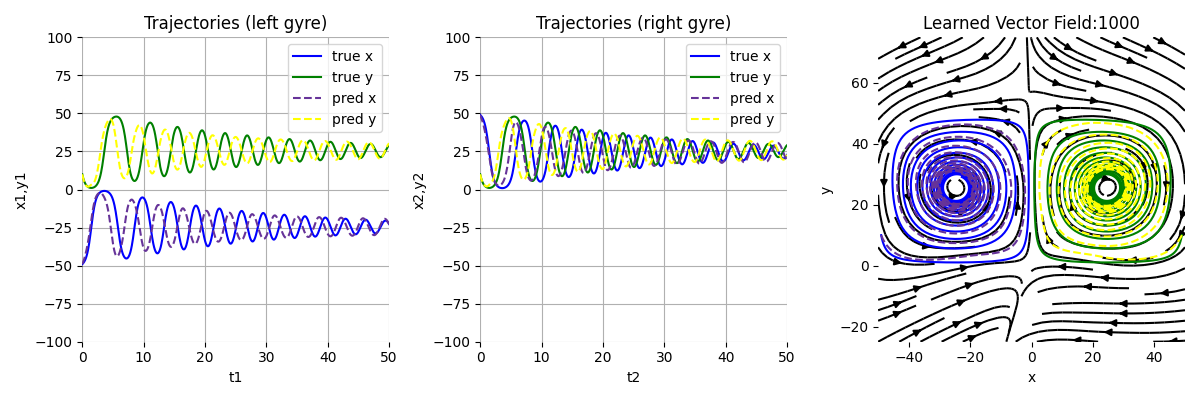 Trajectories (left gyre)
100
75
50
25
0
−25
−50
−75
−100
x1,y1
0 10 20 30 40 50
t1
true x
true y
pred x
pred y
Trajectories (right gyre)
100
75
50
25
0
−25
−50
−75
−100
x2,y2
0 10 20 30 40 50
t2
true x
true y
pred x
pred y
Learned Vector Field:1000
60
40
20
0
−20
y
−40 −20 0 20 40
x